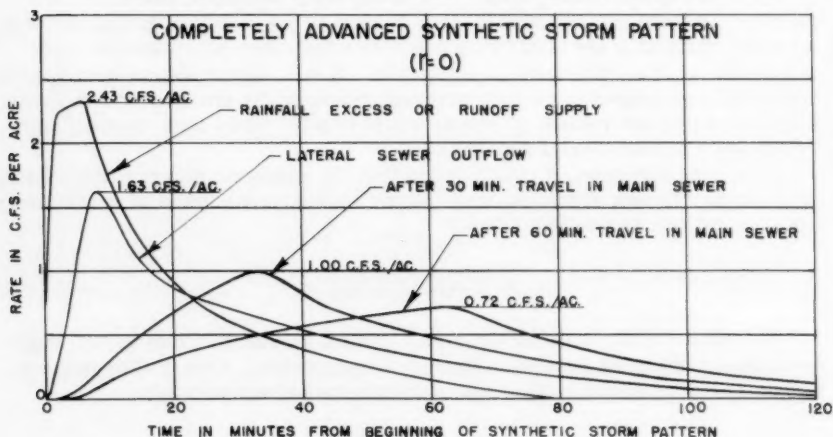 COMPLETELY ADVANCED SYNTHETIC STORM PATTERN
(r=0)
3
2
1
0
RATE IN C.F.S. PER ACRE
2.43 C.F.S./AC.
RAINFALL EXCESS OR RUNOFF SUPPLY
LATERAL SEWER OUTFLOW
1.63 C.F.S./AC.
AFTER 30 MIN. TRAVEL IN MAIN SEWER
AFTER 60 MIN. TRAVEL IN MAIN SEWER
1.00 C.F.S./AC.
0.72 C.F.S./AC.
0 20 40 60 80 100 120
TIME IN MINUTES FROM BEGINNING OF SYNTHETIC STORM PATTERN